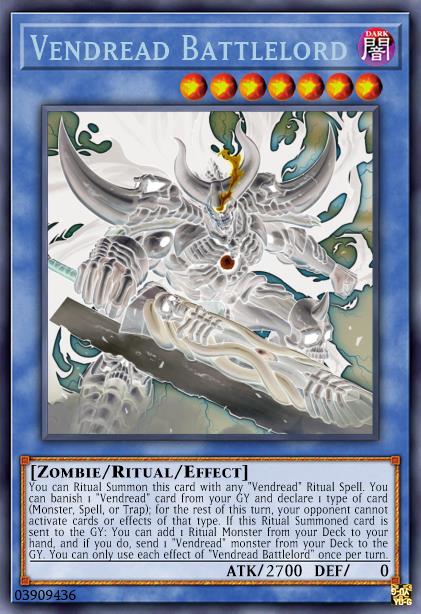 Vendread Battlelord
DARK
闇
[Zombie/Ritual/Effect]
You can Ritual Summon this card with any "Vendread" Ritual Spell. You
can banish 1 "Vendread" card from your GY and declare 1 type of card
(Monster, Spell, or Trap); for the rest of this turn, your opponent cannot
activate cards or effects of that type. If this Ritual Summoned card is
sent to the GY: You can add 1 Ritual Monster from your Deck to your
hand, and if you do, send 1 "Vendread" monster from your Deck to the
GY. You can only use each effect of "Vendread Battlelord" once per turn.
ATK/2700 DEF/ 0
03909436